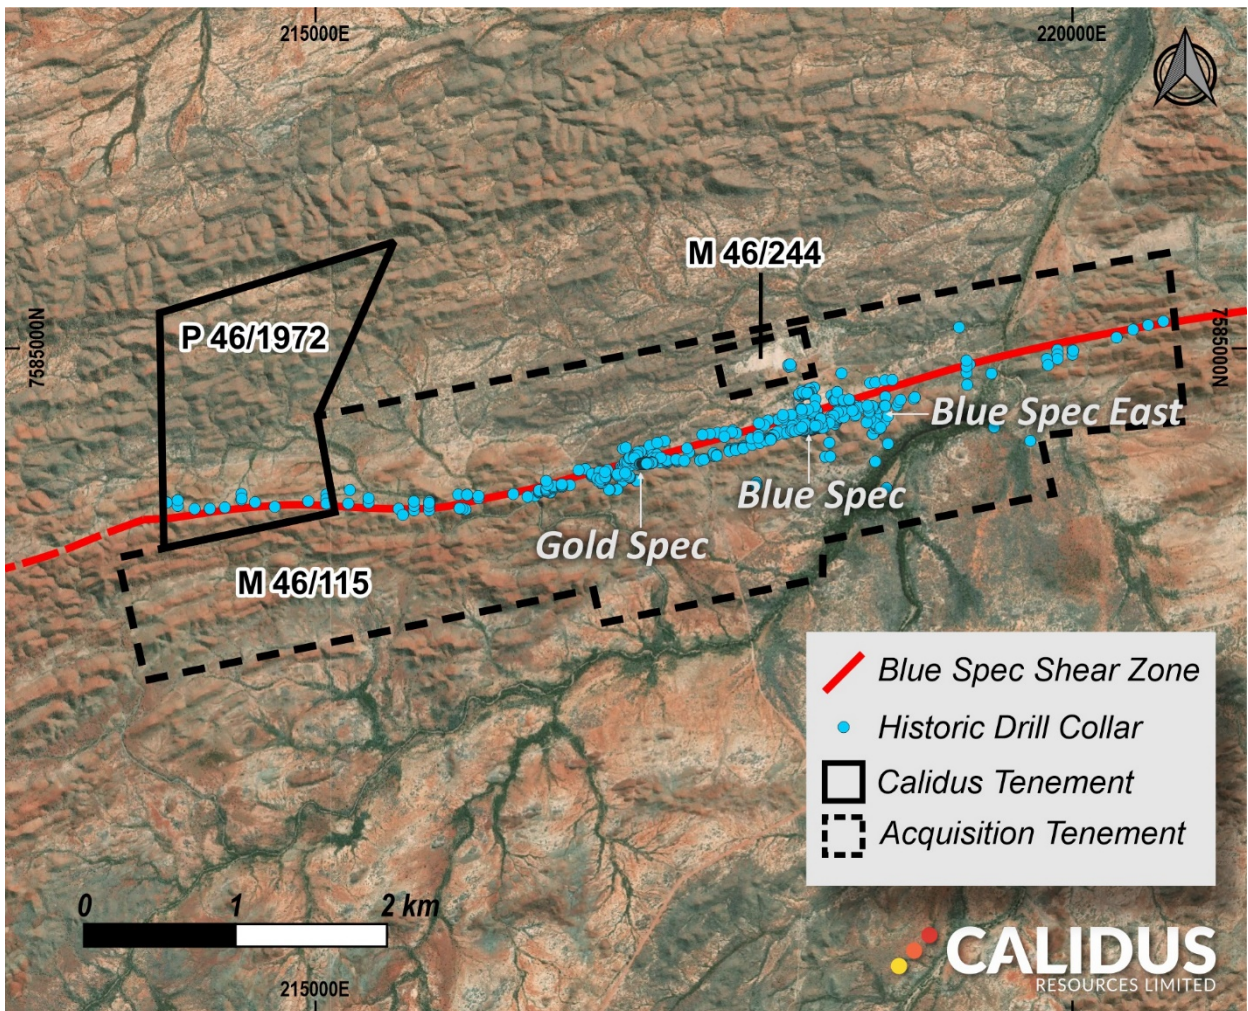 215000E
220000E
M 46/244
P 46/1972
7585000N
7585000N
Blue Spec East
Blue Spec
Gold Spec
M 46/115
Blue Spec Shear Zone
Historic Drill Collar
Calidus Tenement
Acquisition Tenement
0 1 2 km
CALIDUS
RESOURCES LIMITED
215000E